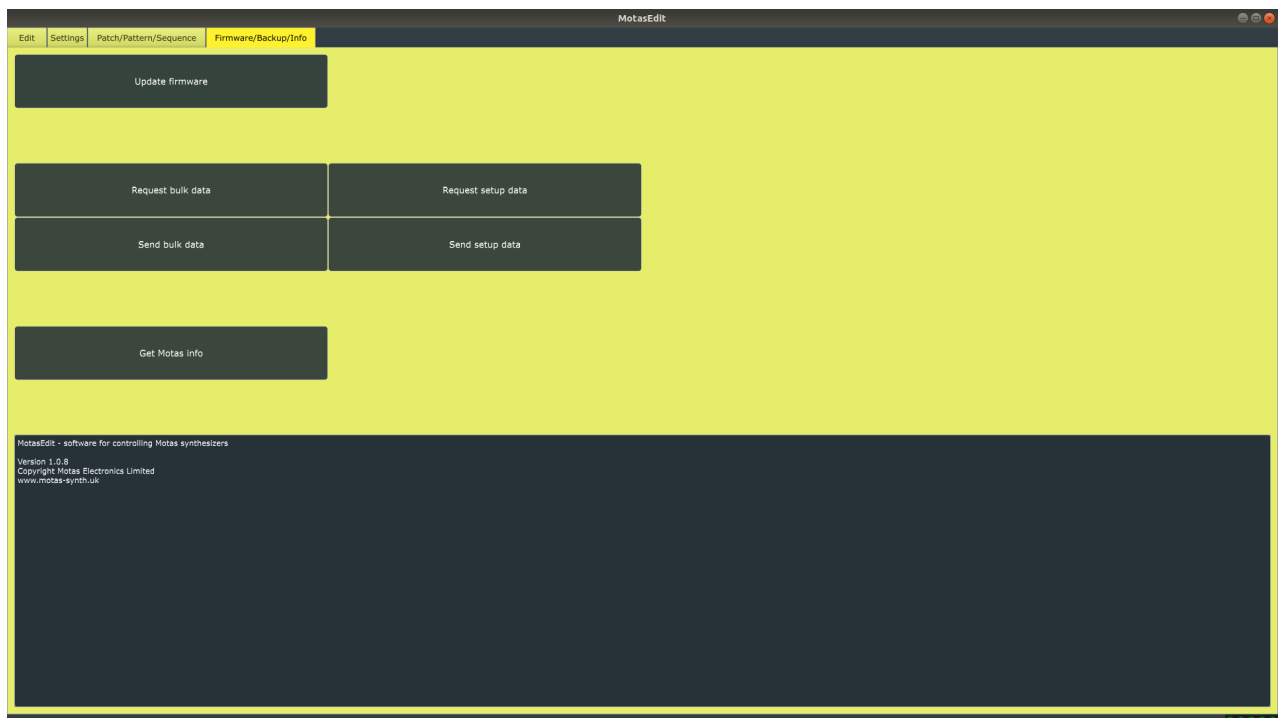 MotasEdit
Edit Settings Patch/Pattern/Sequence Firmware/Backup/Info
Update firmware
Request bulk data Request setup data
Send bulk data Send setup data
Get Motas info
MotasEdit - software for controlling Motas synthesizers
Version 1.0.8
Copyright Motas Electronics Limited
www.motas-synth.uk